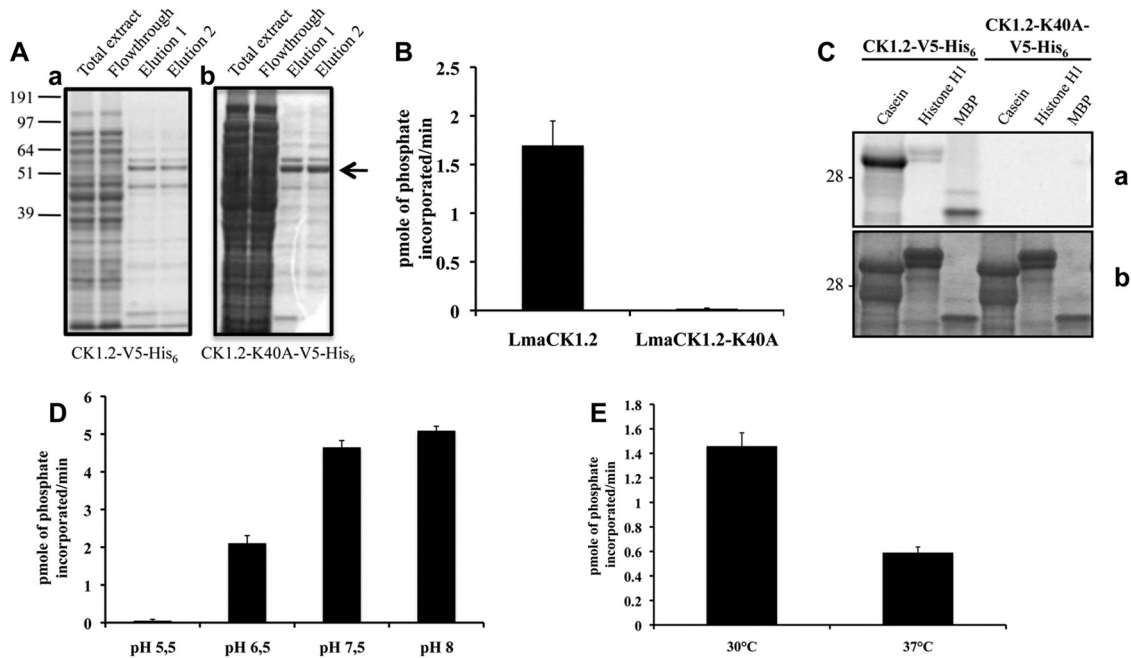 A
a
Total extract
Flowthrough
Elution 1
Elution 2
191
97
64
51
39
CK1.2-V5-His6
b
Total extract
Flowthrough
Elution 1
Elution 2
CK1.2-K40A-V5-His6
B
pmole of phosphate
incorporated/min
2.5
2
1.5
1
0.5
0
LmaCK1.2
LmaCK1.2-K40A
C
CK1.2-V5-His6
CK1.2-K40A-
V5-His6
Casein
Histone H1
MBP
Casein
Histone H1
MBP
28
a
28
b
D
pmole of phosphate
incorporated/min
6
5
4
3
2
1
0
pH 5,5
pH 6,5
pH 7,5
pH 8
E
pmole of phosphate
incorporated/min
1.8
1.6
1.4
1.2
1
0.8
0.6
0.4
0.2
0
30°C
37°C